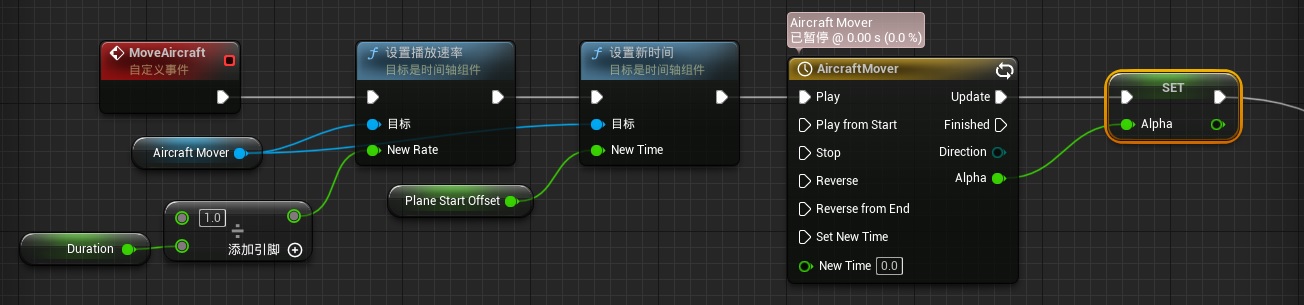 MoveAircraft
自定义事件
设置播放速率
目标是时间轴组件
目标
New Rate
设置新时间
目标是时间轴组件
目标
New Time
Aircraft Mover
Plane Start Offset
1.0
÷
添加引脚
Duration
Aircraft Mover
已暂停 @ 0.00 s (0.0 %)
AircraftMover
Play
Update
Play from Start
Finished
Stop
Direction
Reverse
Alpha
Reverse from End
Set New Time
New Time 0.0
SET
Alpha